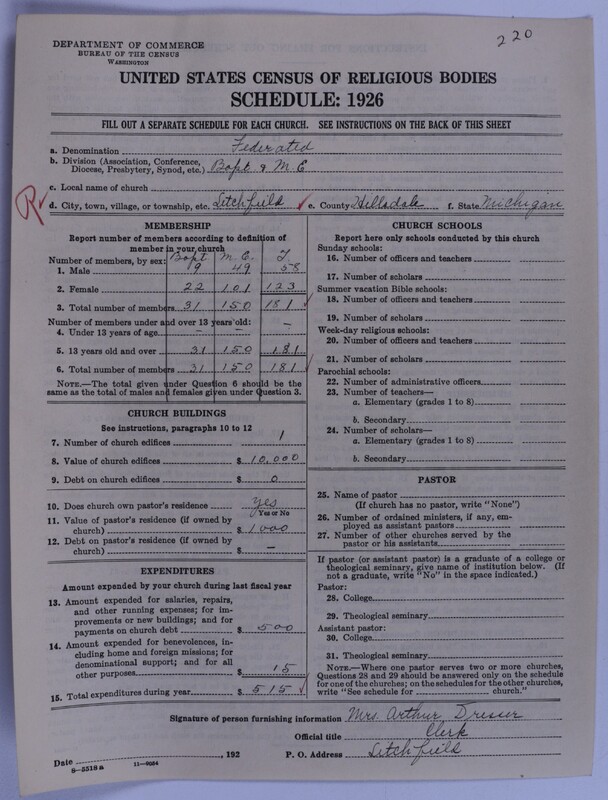 220
DEPARTMENT OF COMMERCE
BUREAU OF THE CENSUS
WASHINGTON
UNITED STATES CENSUS OF RELIGIOUS BODIES
SCHEDULE: 1926
FILL OUT A SEPARATE SCHEDULE FOR EACH CHURCH. SEE INSTRUCTIONS ON THE BACK OF THIS SHEET
a. Denomination Federated
b. Division (Association, Conference,
Diocese, Presbytery, Synod, etc.) Bapt & M. E
c. Local name of church
R d. City, town, village, or township, etc. Litchfield e. County Hillsdale f. State Michigan
MEMBERSHIP
Report number of members according to definition of
member in your church
Number of members, by sex: Bapt M. E. T
1. Male 9 49 58
2. Female 22 101 123
3. Total number of members 31 150 181
Number of members under and over 13 years old:
4. Under 13 years of age – – –
5. 13 years old and over 31 150 181
6. Total number of members 31 150 181
NOTE.—The total given under Question 6 should be the
same as the total of males and females given under Question 3.
CHURCH BUILDINGS
See instructions, paragraphs 10 to 12
7. Number of church edifices 1
8. Value of church edifices $ 10,000
9. Debt on church edifices $ 0
10. Does church own pastor's residence Yes
Yes or No
11. Value of pastor's residence (if owned by
church) $ 1000
12. Debt on pastor's residence (if owned by
church) $ –
EXPENDITURES
Amount expended by your church during last fiscal year
13. Amount expended for salaries, repairs,
and other running expenses; for im-
provements or new buildings; and for
payments on church debt $ 500
14. Amount expended for benevolences, in-
cluding home and foreign missions; for
denominational support; and for all
other purposes $ 15
15. Total expenditures during year $ 515
CHURCH SCHOOLS
Report here only schools conducted by this church
Sunday schools:
16. Number of officers and teachers
17. Number of scholars
Summer vacation Bible schools:
18. Number of officers and teachers
19. Number of scholars
Week-day religious schools:
20. Number of officers and teachers
21. Number of scholars
Parochial schools:
22. Number of administrative officers
23. Number of teachers—
a. Elementary (grades 1 to 8)
b. Secondary
24. Number of scholars—
a. Elementary (grades 1 to 8)
b. Secondary
PASTOR
25. Name of pastor
(If church has no pastor, write "None")
26. Number of ordained ministers, if any, em-
ployed as assistant pastors
27. Number of other churches served by the
pastor or his assistants
If pastor (or assistant pastor) is a graduate of a college or
theological seminary, give name of institution below. (If
not a graduate, write "No" in the space indicated.)
Pastor:
28. College
29. Theological seminary
Assistant pastor:
30. College
31. Theological seminary
NOTE.—Where one pastor serves two or more churches,
Questions 28 and 29 should be answered only on the schedule
for one of the churches; on the schedules for the other churches,
write "See schedule for church."
Signature of person furnishing information Mrs. Arthur Dresser
Official title Clerk
Date , 192 P. O. Address Litchfield
S—5518 a 11—9054